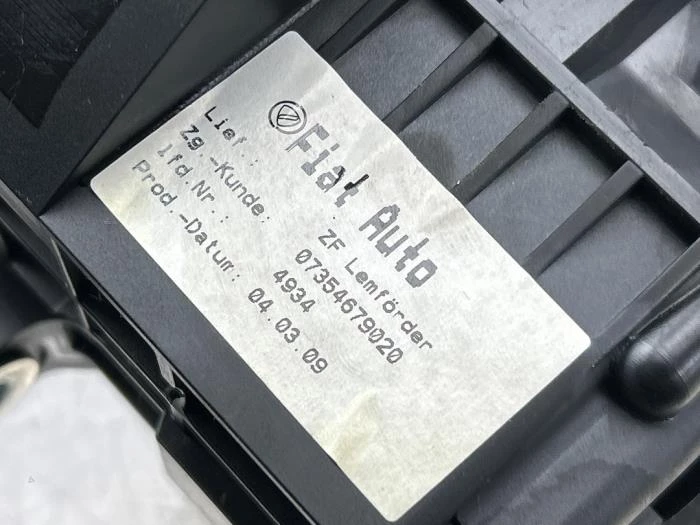 Fiat Auto
Lief.: ZF Lemförder
Zg.-Kunde: 07354679020
lfd.Nr.: 4934
Prod.-Datum: 04.03.09